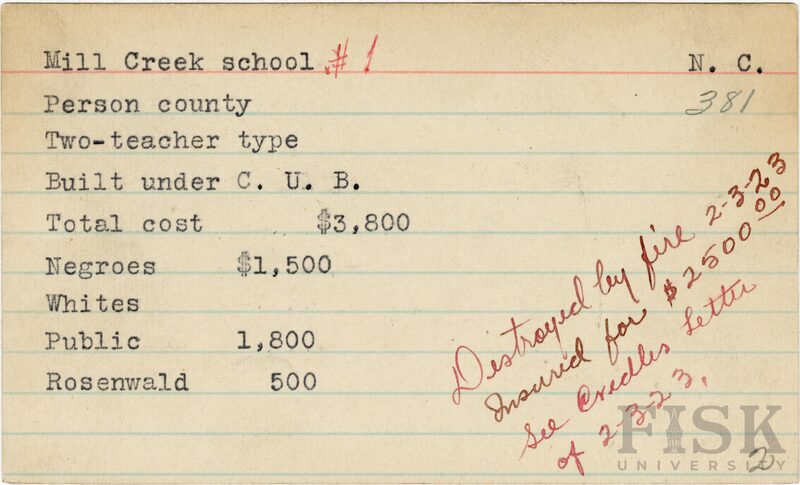 Mill Creek school #1 N. C.
Person county 381
Two-teacher type
Built under C. U. B.
Total cost $3,800
Negroes $1,500
Whites
Public 1,800
Rosenwald 500
Destroyed by fire 2-3-23
Insured for $2500.00
See Credles Letter
of 2-3-23.
FISK
UNIVERSITY
2